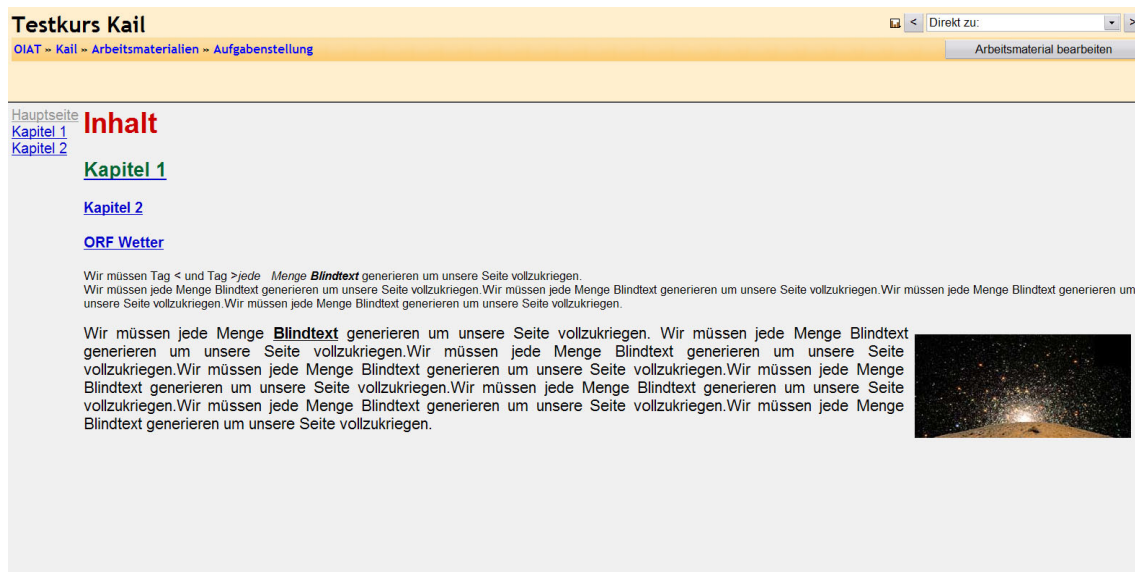 Testkurs Kail
< Direkt zu: >
OIAT » Kail » Arbeitsmaterialien » Aufgabenstellung
Arbeitsmaterial bearbeiten
Hauptseite
Kapitel 1
Kapitel 2
Inhalt
Kapitel 1
Kapitel 2
ORF Wetter
Wir müssen Tag < und Tag >jede Menge Blindtext generieren um unsere Seite vollzukriegen.
Wir müssen jede Menge Blindtext generieren um unsere Seite vollzukriegen.Wir müssen jede Menge Blindtext generieren um unsere Seite vollzukriegen.Wir müssen jede Menge Blindtext generieren um
unsere Seite vollzukriegen.Wir müssen jede Menge Blindtext generieren um unsere Seite vollzukriegen.
Wir müssen jede Menge Blindtext generieren um unsere Seite vollzukriegen. Wir müssen jede Menge Blindtext
generieren um unsere Seite vollzukriegen.Wir müssen jede Menge Blindtext generieren um unsere Seite
vollzukriegen.Wir müssen jede Menge Blindtext generieren um unsere Seite vollzukriegen.Wir müssen jede Menge
Blindtext generieren um unsere Seite vollzukriegen.Wir müssen jede Menge Blindtext generieren um unsere Seite
vollzukriegen.Wir müssen jede Menge Blindtext generieren um unsere Seite vollzukriegen.Wir müssen jede Menge
Blindtext generieren um unsere Seite vollzukriegen.